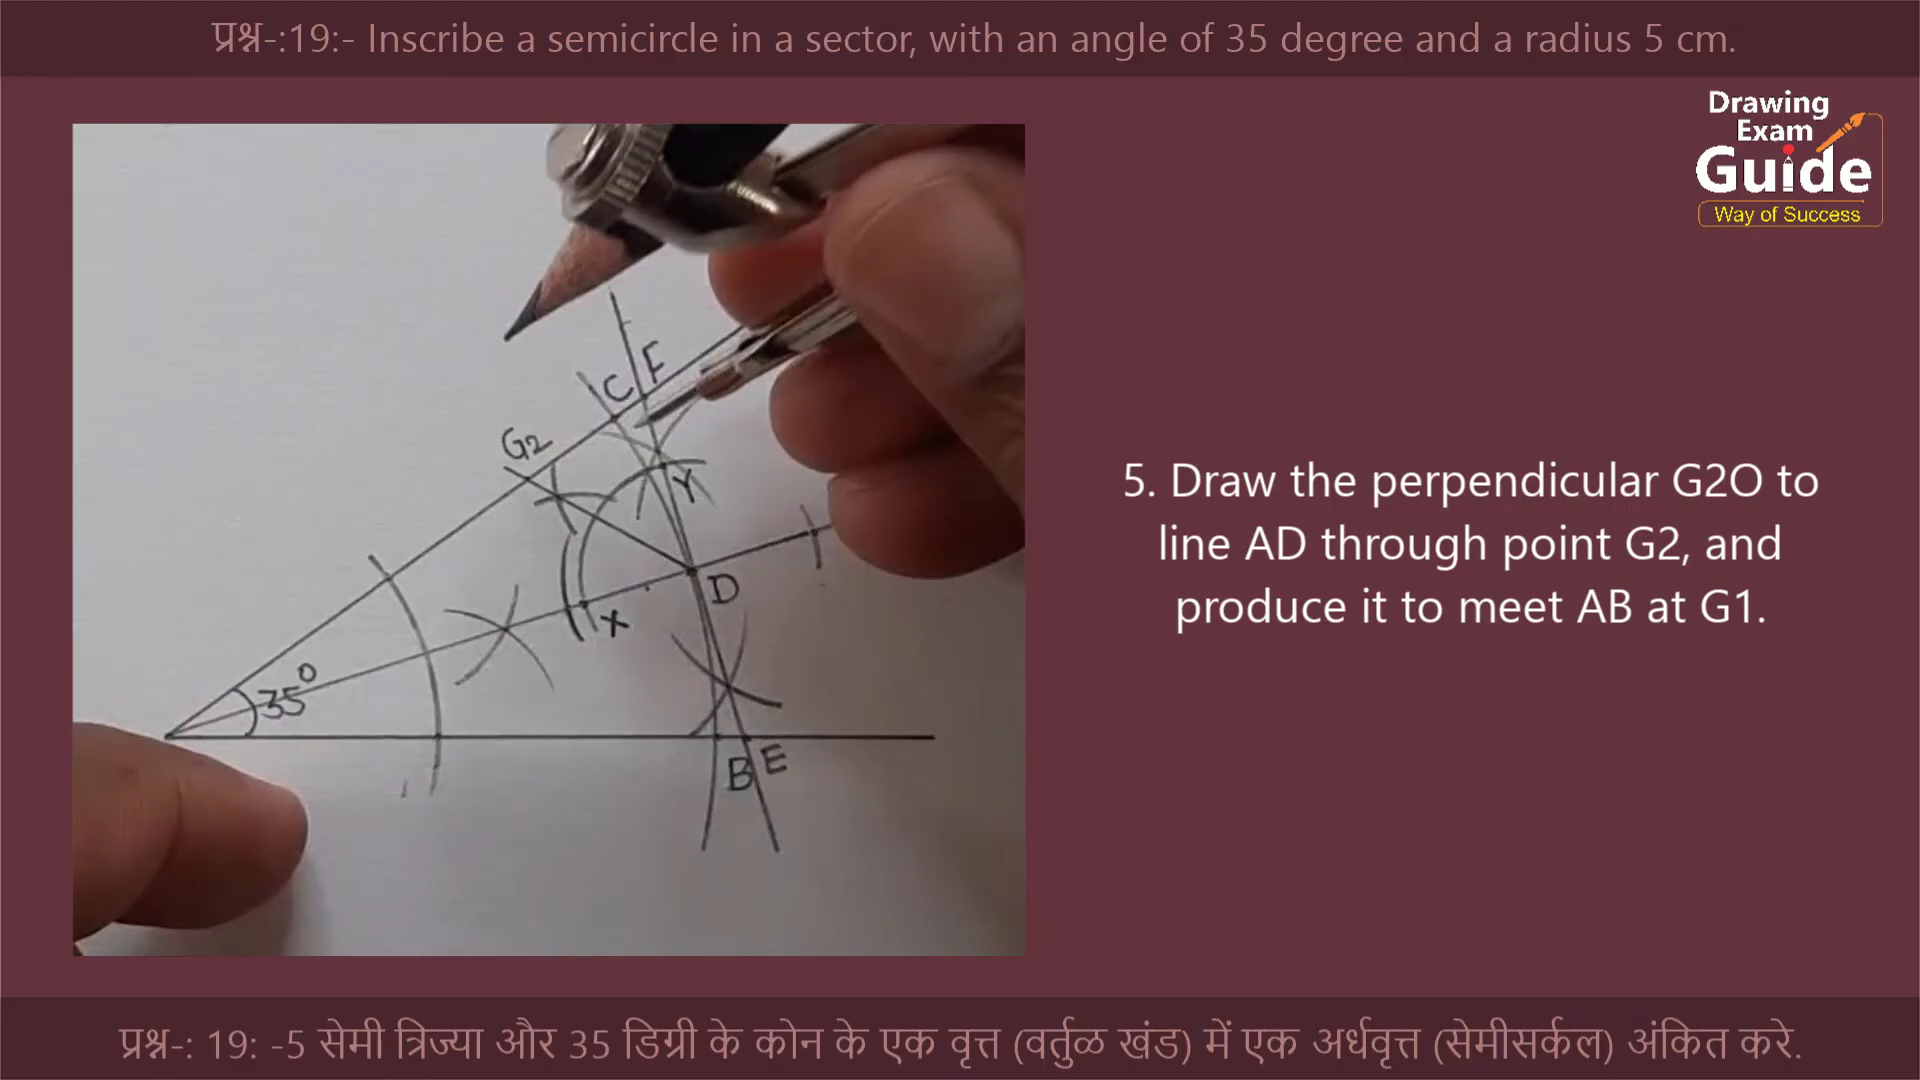 प्रश्न-:19:- Inscribe a semicircle in a sector, with an angle of 35 degree and a radius 5 cm.
Drawing
Exam
Guide
Way of Success
F
C
G2
Y
D
X
35°
B E
5. Draw the perpendicular G2O to
line AD through point G2, and
produce it to meet AB at G1.
प्रश्न-: 19: -5 सेमी त्रिज्या और 35 डिग्री के कोन के एक वृत्त (वर्तुळ खंड) में एक अर्धवृत्त (सेमीसर्कल) अंकित करे.